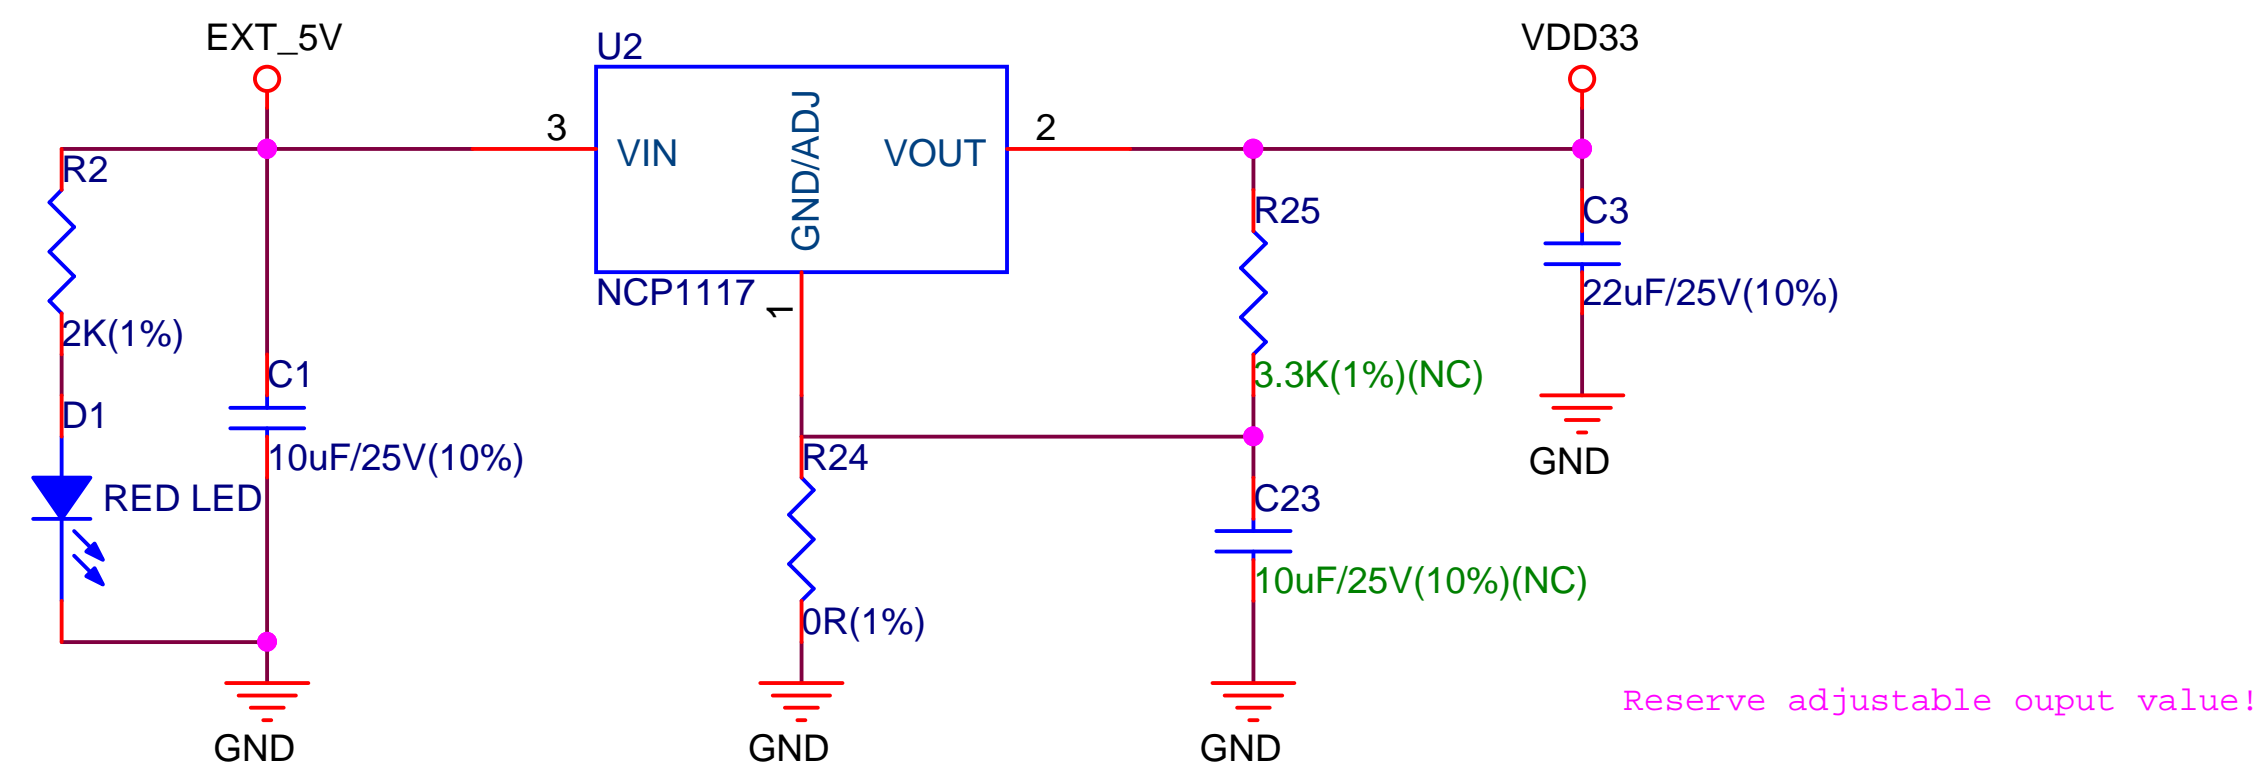 EXT_5V
U2
VDD33
3
VIN
GND/ADJ
VOUT
2
R2
R25
C3
NCP1117
1
22uF/25V(10%)
2K(1%)
C1
3.3K(1%)(NC)
D1
10uF/25V(10%)
R24
GND
RED LED
C23
10uF/25V(10%)(NC)
0R(1%)
Reserve adjustable ouput value!
GND
GND
GND